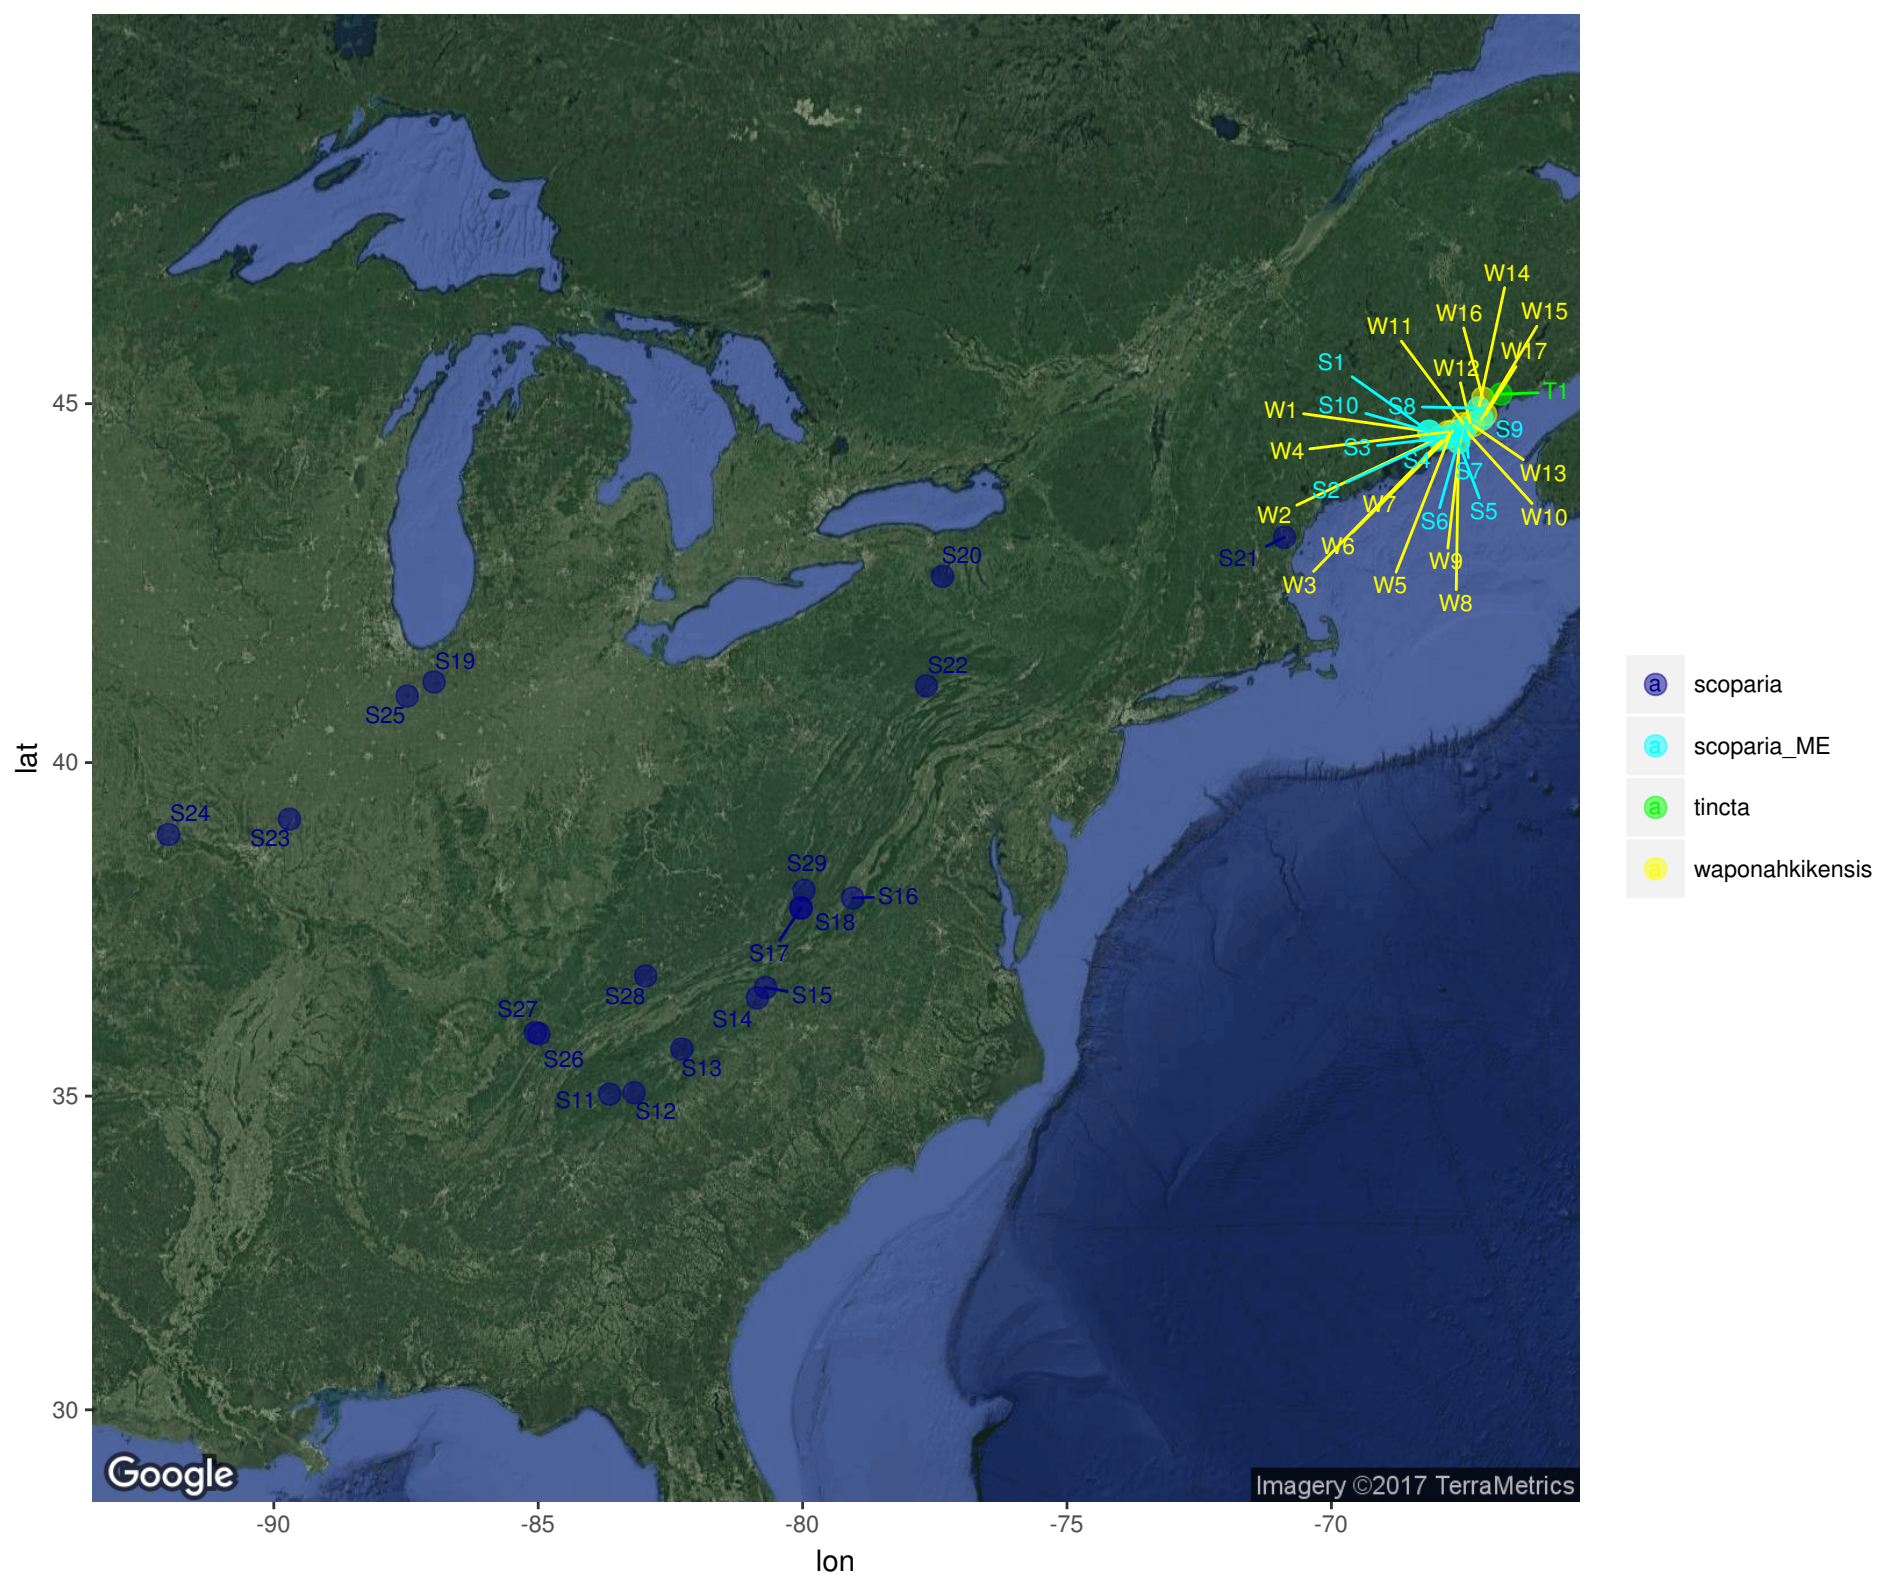 W14
W16
W15
W11
W17
S1
W12
T1
45
S10
S8
W1
S9
S3
W4
S4
S7
W13
S2
W7
S5
W2
S6
W10
S20
S21
W6
W9
W3
W5
W8
S19
S22
scoparia
S25
scoparia_ME
lat
40
tincta
S24
S23
S29
waponahkikensis
S16
S18
S17
S28
S15
S27
S14
S26
S13
35
S11
S12
30
Google
Imagery ©2017 TerraMetrics
-90
-85
-80
-75
-70
lon
a
a
a
a